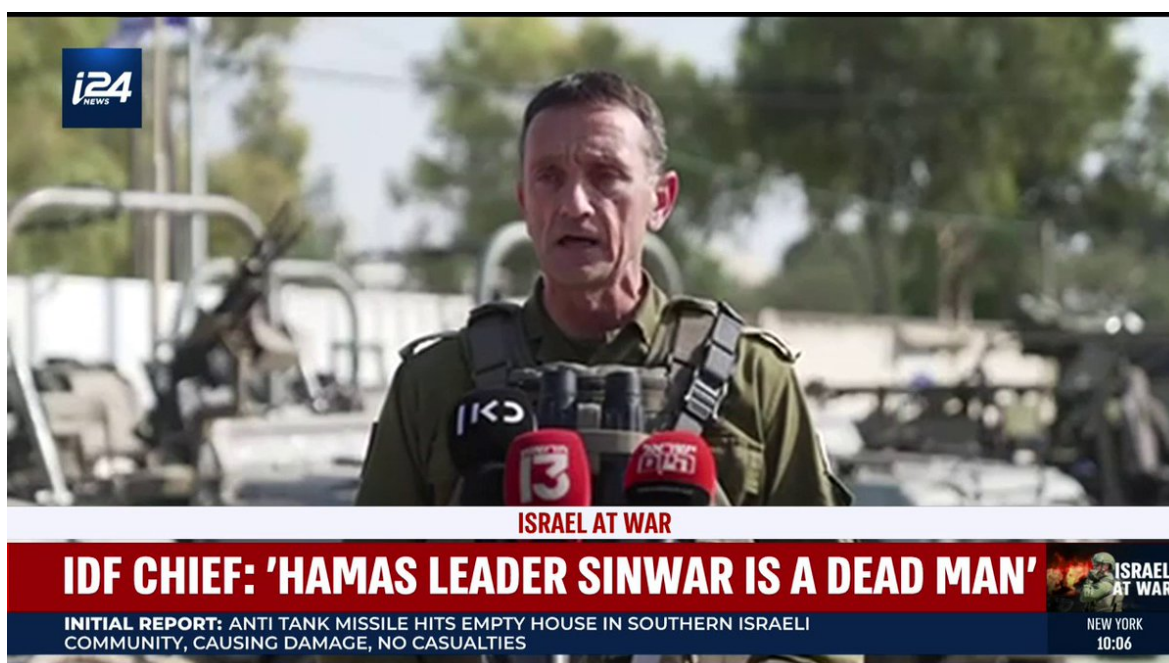 i24
NEWS
כאן
חדשות
13
ישראל
היום
ISRAEL AT WAR
IDF CHIEF: 'HAMAS LEADER SINWAR IS A DEAD MAN'
ISRAEL
AT WAR
INITIAL REPORT: ANTI TANK MISSILE HITS EMPTY HOUSE IN SOUTHERN ISRAELI
COMMUNITY, CAUSING DAMAGE, NO CASUALTIES
NEW YORK
10:06